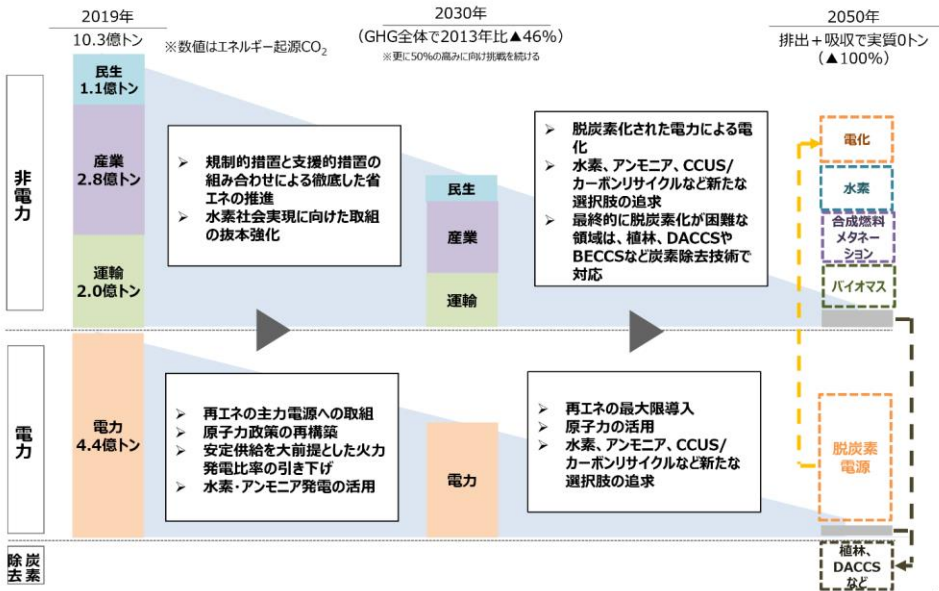 2019年
10.3億トン
※数値はエネルギー起源CO₂
2030年
(GHG全体で2013年比▲46%)
※更に50%の高みに向け挑戦を続ける
2050年
排出+吸収で実質0トン
(▲100%)
非電力
民生
1.1億トン
産業
2.8億トン
運輸
2.0億トン
➢ 規制的措置と支援的措置の
組み合わせによる徹底した省
エネの推進
➢ 水素社会実現に向けた取組
の抜本強化
民生
産業
運輸
➢ 脱炭素化された電力による電
化
➢ 水素、アンモニア、CCUS/
カーボンリサイクルなど新たな
選択肢の追求
➢ 最終的に脱炭素化が困難な
領域は、植林、DACCSや
BECCSなど炭素除去技術で
対応
電化
水素
合成燃料
メタネー
ション
バイオマス
電力
電力
4.4億トン
➢ 再エネの主力電源への取組
➢ 原子力政策の再構築
➢ 安定供給を大前提とした火力
発電比率の引き下げ
➢ 水素・アンモニア発電の活用
電力
➢ 再エネの最大限導入
➢ 原子力の活用
➢ 水素、アンモニア、CCUS/
カーボンリサイクルなど新たな
選択肢の追求
脱炭素
電源
炭素
除去
植林、
DACCS
など